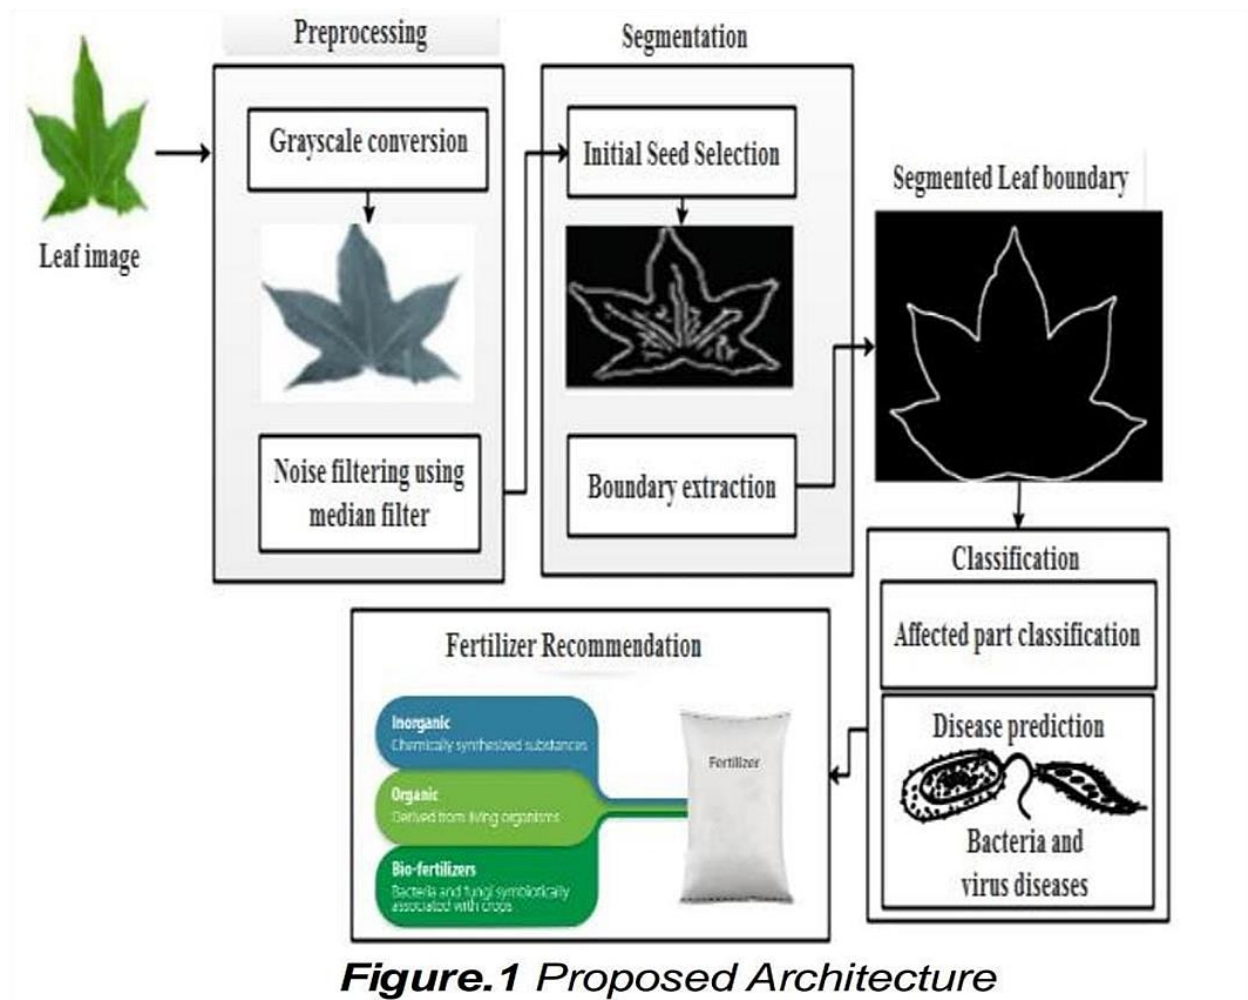 Preprocessing
Segmentation
Grayscale conversion
Initial Seed Selection
Segmented Leaf boundary
Leaf image
Noise filtering using
median filter
Boundary extraction
Classification
Affected part classification
Disease prediction
Bacteria and
virus diseases
Fertilizer Recommendation
Inorganic
Chemically synthesized substances
Organic
Derived from living organisms
Bio-fertilizers
Bacteria and fungi symbiotically
associated with crops
Fertilizer
Figure.1 Proposed Architecture